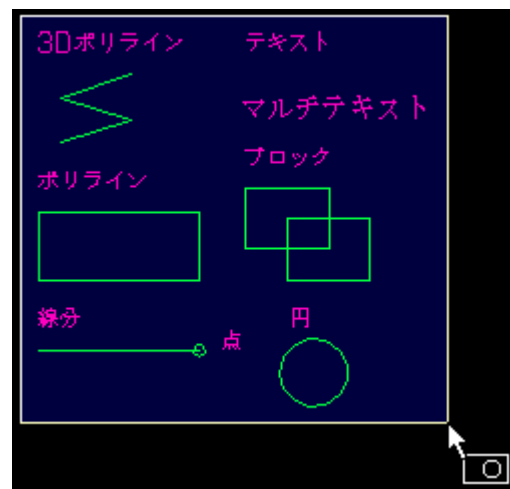 3Dポリライン
テキスト
マルチテキスト
ブロック
ポリライン
線分
点
円